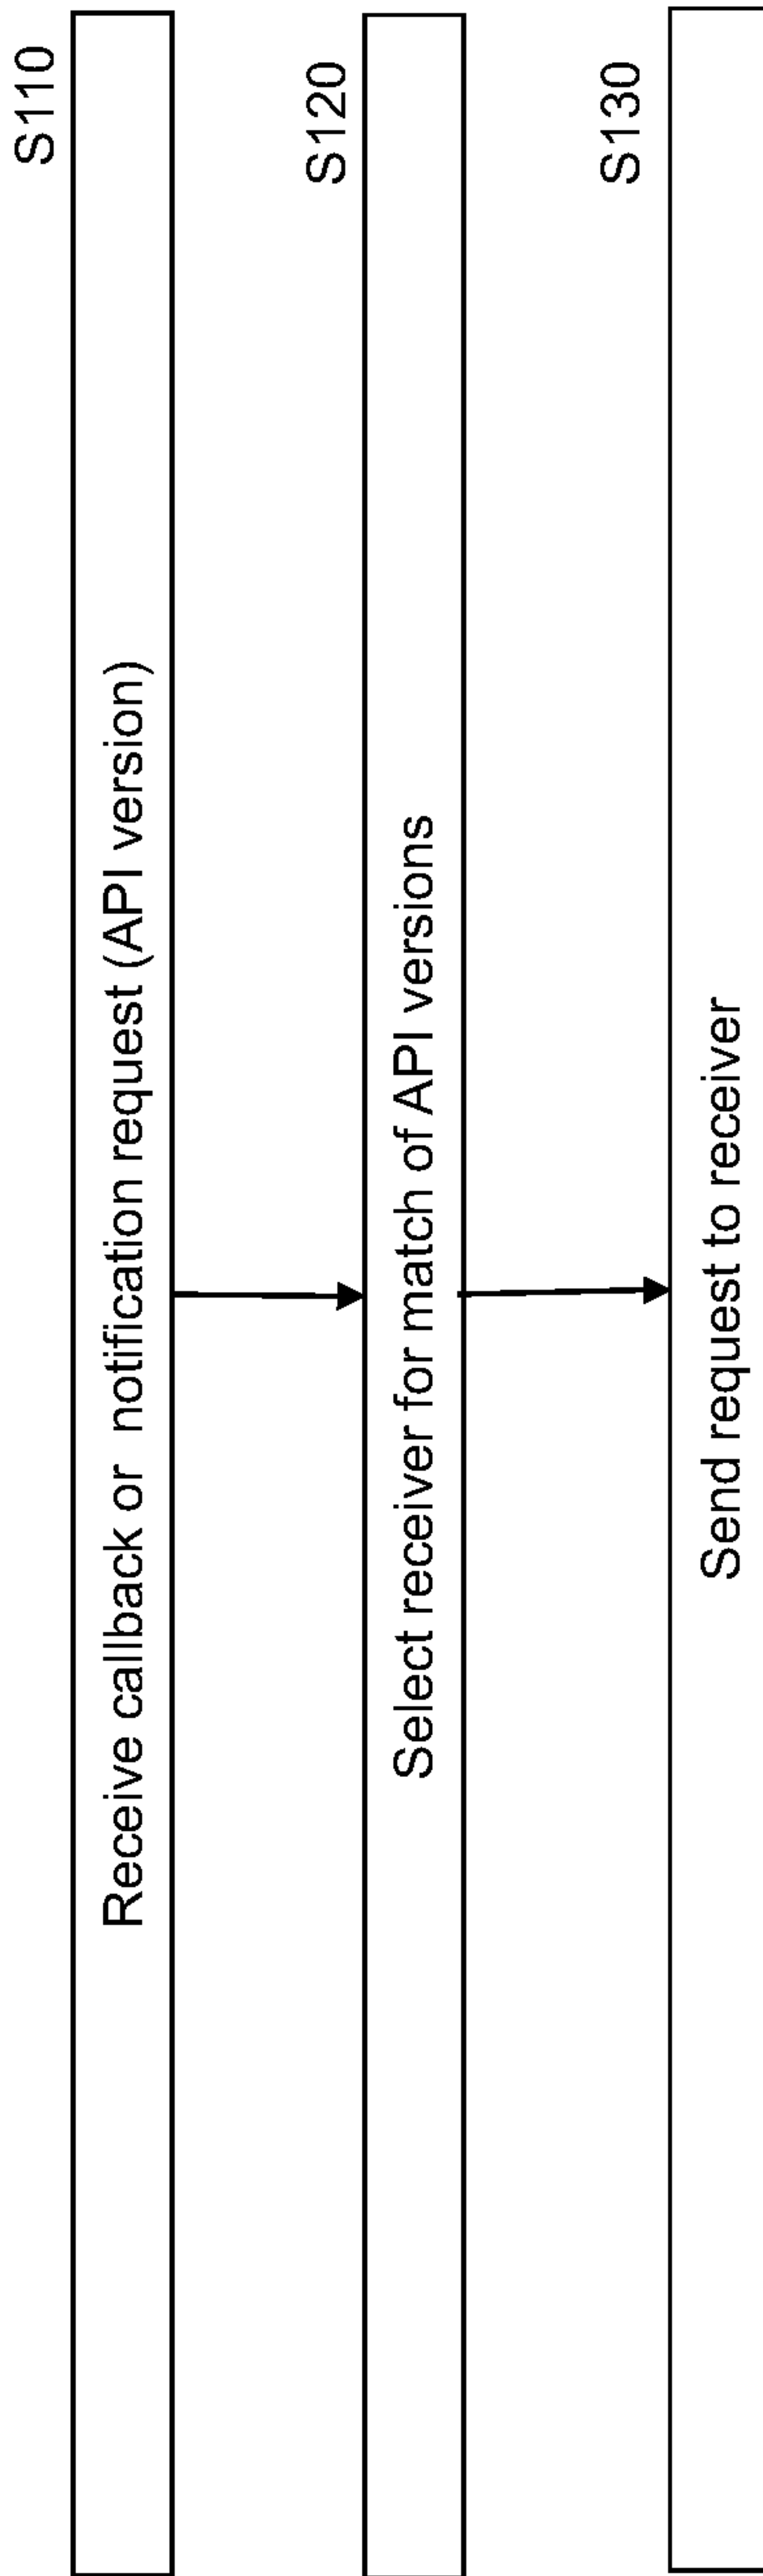 S110
Receive callback or notification request (API version)
S120
Select receiver for match of API versions
S130
Send request to receiver